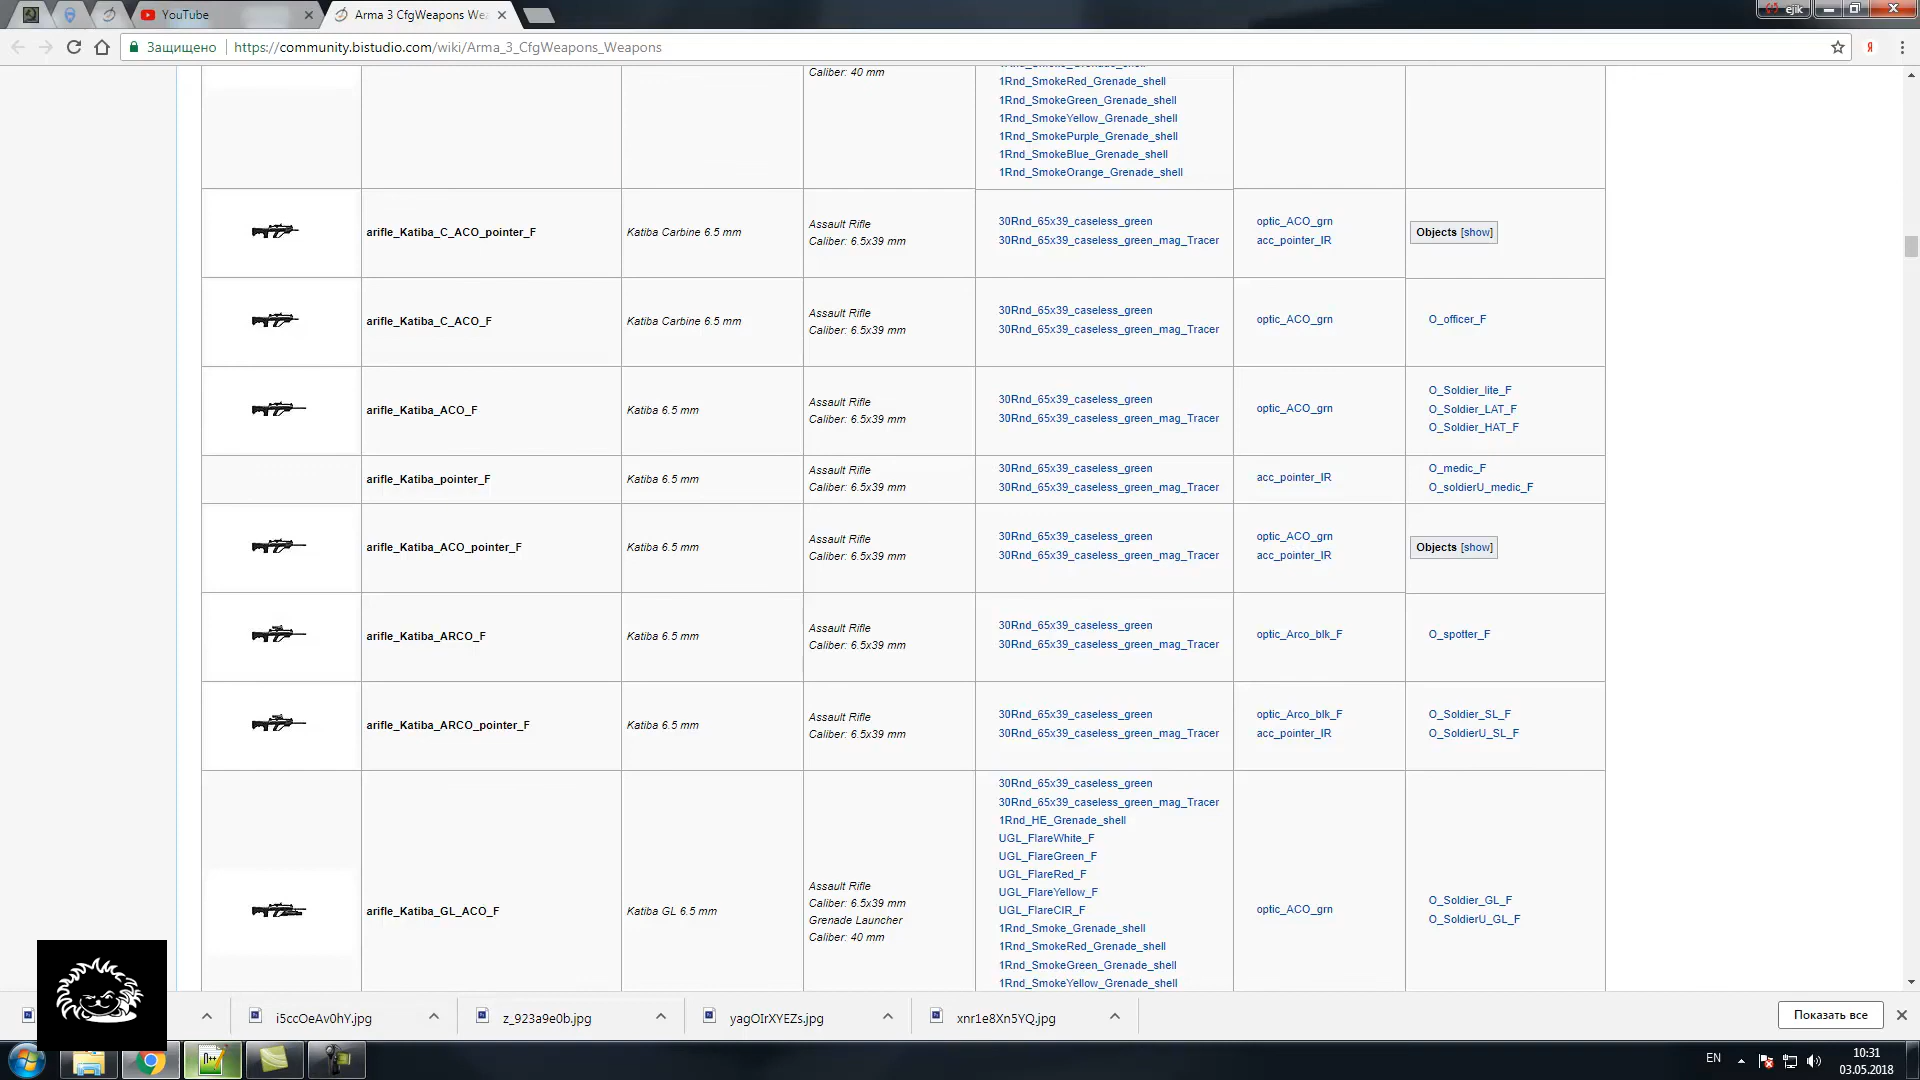 YouTube
Arma 3 CfgWeapons We
ejik
Защищено
https://community.bistudio.com/wiki/Arma_3_CfgWeapons_Weapons
Caliber: 40 mm
1Rnd_SmokeRed_Grenade_shell
1Rnd_SmokeGreen_Grenade_shell
1Rnd_SmokeYellow_Grenade_shell
1Rnd_SmokePurple_Grenade_shell
1Rnd_SmokeBlue_Grenade_shell
1Rnd_SmokeOrange_Grenade_shell
arifle_Katiba_C_ACO_pointer_F
Katiba Carbine 6.5 mm
Assault Rifle
Caliber: 6.5x39 mm
30Rnd_65x39_caseless_green
30Rnd_65x39_caseless_green_mag_Tracer
optic_ACO_grn
acc_pointer_IR
Objects [show]
arifle_Katiba_C_ACO_F
Katiba Carbine 6.5 mm
Assault Rifle
Caliber: 6.5x39 mm
30Rnd_65x39_caseless_green
30Rnd_65x39_caseless_green_mag_Tracer
optic_ACO_grn
O_officer_F
arifle_Katiba_ACO_F
Katiba 6.5 mm
Assault Rifle
Caliber: 6.5x39 mm
30Rnd_65x39_caseless_green
30Rnd_65x39_caseless_green_mag_Tracer
optic_ACO_grn
O_Soldier_lite_F
O_Soldier_LAT_F
O_Soldier_HAT_F
arifle_Katiba_pointer_F
Katiba 6.5 mm
Assault Rifle
Caliber: 6.5x39 mm
30Rnd_65x39_caseless_green
30Rnd_65x39_caseless_green_mag_Tracer
acc_pointer_IR
O_medic_F
O_soldierU_medic_F
arifle_Katiba_ACO_pointer_F
Katiba 6.5 mm
Assault Rifle
Caliber: 6.5x39 mm
30Rnd_65x39_caseless_green
30Rnd_65x39_caseless_green_mag_Tracer
optic_ACO_grn
acc_pointer_IR
Objects [show]
arifle_Katiba_ARCO_F
Katiba 6.5 mm
Assault Rifle
Caliber: 6.5x39 mm
30Rnd_65x39_caseless_green
30Rnd_65x39_caseless_green_mag_Tracer
optic_Arco_blk_F
O_spotter_F
arifle_Katiba_ARCO_pointer_F
Katiba 6.5 mm
Assault Rifle
Caliber: 6.5x39 mm
30Rnd_65x39_caseless_green
30Rnd_65x39_caseless_green_mag_Tracer
optic_Arco_blk_F
acc_pointer_IR
O_Soldier_SL_F
O_SoldierU_SL_F
arifle_Katiba_GL_ACO_F
Katiba GL 6.5 mm
Assault Rifle
Caliber: 6.5x39 mm
Grenade Launcher
Caliber: 40 mm
30Rnd_65x39_caseless_green
30Rnd_65x39_caseless_green_mag_Tracer
1Rnd_HE_Grenade_shell
UGL_FlareWhite_F
UGL_FlareGreen_F
UGL_FlareRed_F
UGL_FlareYellow_F
UGL_FlareCIR_F
1Rnd_Smoke_Grenade_shell
1Rnd_SmokeRed_Grenade_shell
1Rnd_SmokeGreen_Grenade_shell
1Rnd_SmokeYellow_Grenade_shell
optic_ACO_grn
O_Soldier_GL_F
O_SoldierU_GL_F
i5ccOeAv0hY.jpg
z_923a9e0b.jpg
yagOIrXYEZs.jpg
xnr1e8Xn5YQ.jpg
Показать все
EN
10:31
03.05.2018